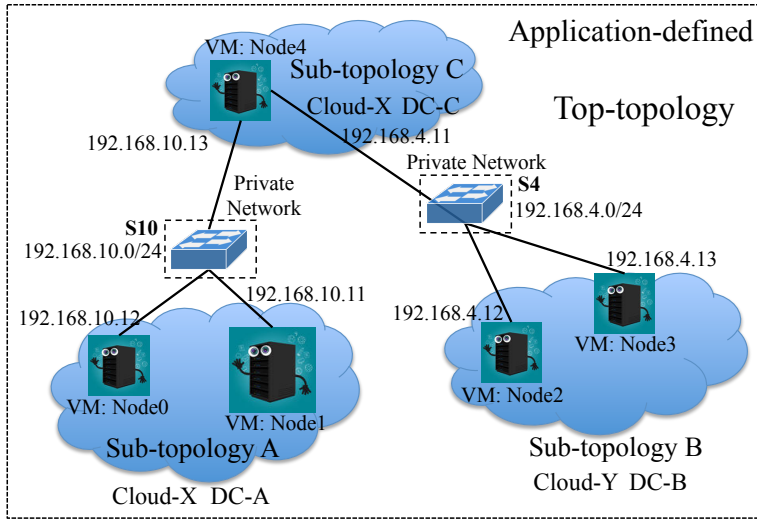 VM: Node4
Application-defined
Sub-topology C
Top-topology
Cloud-X DC-C
192.168.10.13
192.168.4.11
Private Network
Private
Network
S4
192.168.4.0/24
S10
192.168.10.0/24
192.168.4.13
192.168.10.11
192.168.10.12
192.168.4.12
VM: Node3
VM: Node2
VM: Node0
VM: Node1
Sub-topology A
Sub-topology B
Cloud-X DC-A
Cloud-Y DC-B